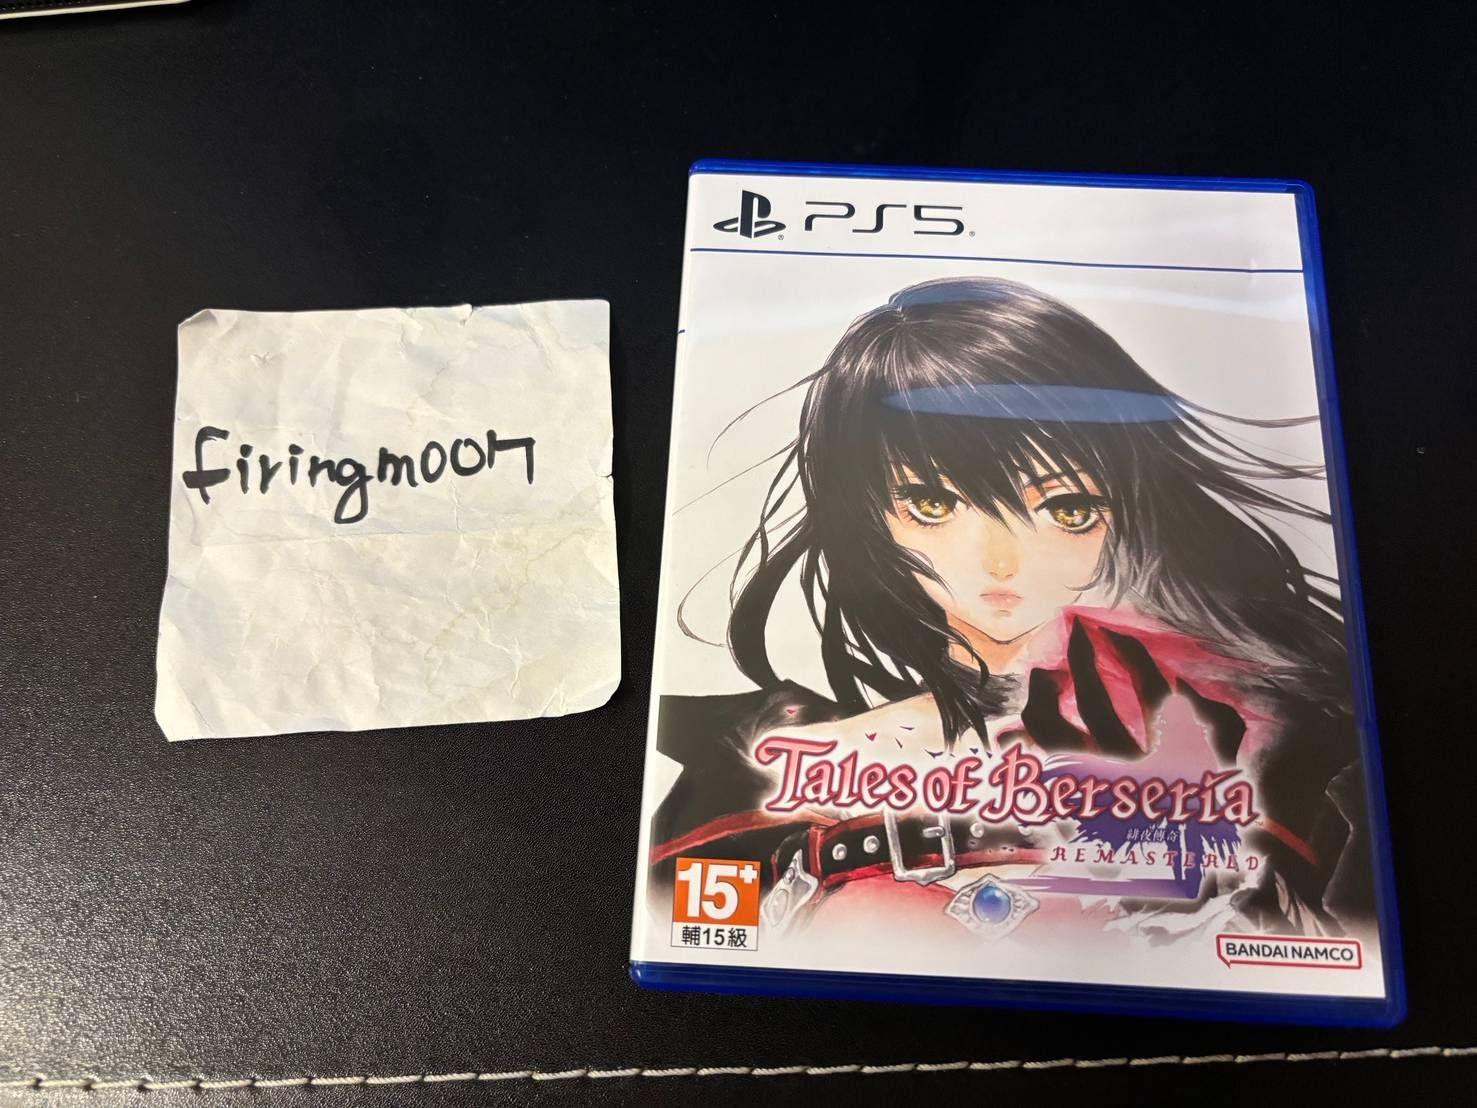 firingmoon
PS5
Tales of Berseria
緋夜傳奇
REMASTERED
15+
輔15級
BANDAI NAMCO